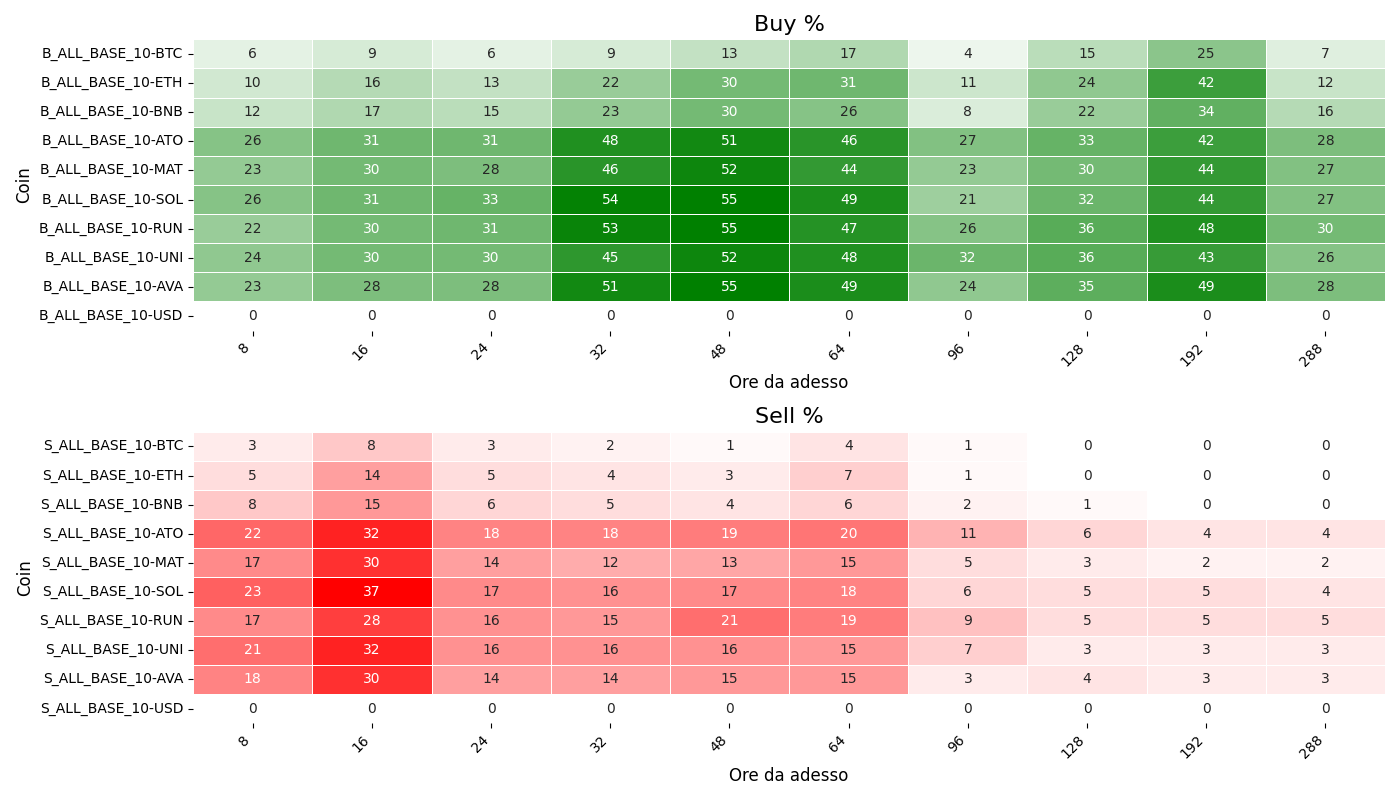 Buy %
Coin
B_ALL_BASE_10-BTC 6 9 6 9 13 17 4 15 25 7
B_ALL_BASE_10-ETH 10 16 13 22 30 31 11 24 42 12
B_ALL_BASE_10-BNB 12 17 15 23 30 26 8 22 34 16
B_ALL_BASE_10-ATO 26 31 31 48 51 46 27 33 42 28
B_ALL_BASE_10-MAT 23 30 28 46 52 44 23 30 44 27
B_ALL_BASE_10-SOL 26 31 33 54 55 49 21 32 44 27
B_ALL_BASE_10-RUN 22 30 31 53 55 47 26 36 48 30
B_ALL_BASE_10-UNI 24 30 30 45 52 48 32 36 43 26
B_ALL_BASE_10-AVA 23 28 28 51 55 49 24 35 49 28
B_ALL_BASE_10-USD 0 0 0 0 0 0 0 0 0 0
8 16 24 32 48 64 96 128 192 288
Ore da adesso
Sell %
Coin
S_ALL_BASE_10-BTC 3 8 3 2 1 4 1 0 0 0
S_ALL_BASE_10-ETH 5 14 5 4 3 7 1 0 0 0
S_ALL_BASE_10-BNB 8 15 6 5 4 6 2 1 0 0
S_ALL_BASE_10-ATO 22 32 18 18 19 20 11 6 4 4
S_ALL_BASE_10-MAT 17 30 14 12 13 15 5 3 2 2
S_ALL_BASE_10-SOL 23 37 17 16 17 18 6 5 5 4
S_ALL_BASE_10-RUN 17 28 16 15 21 19 9 5 5 5
S_ALL_BASE_10-UNI 21 32 16 16 16 15 7 3 3 3
S_ALL_BASE_10-AVA 18 30 14 14 15 15 3 4 3 3
S_ALL_BASE_10-USD 0 0 0 0 0 0 0 0 0 0
8 16 24 32 48 64 96 128 192 288
Ore da adesso